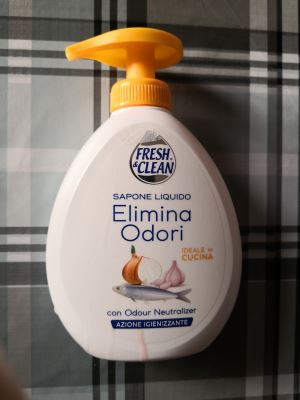 FRESH
& CLEAN
SAPONE LIQUIDO
Elimina
Odori
IDEALE in
CUCINA
con Odour Neutralizer
AZIONE IGIENIZZANTE